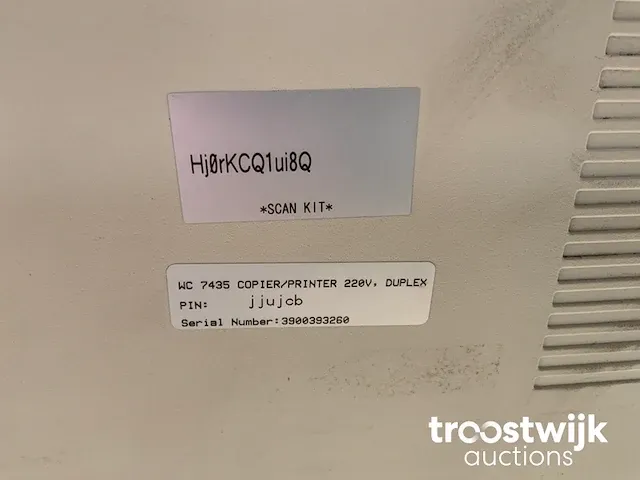 Hj0rKCQ1ui8Q
*SCAN KIT*
WC 7435 COPIER/PRINTER 220V, DUPLEX
PIN: jjujcb
Serial Number:3900393260
troostwijk
auctions